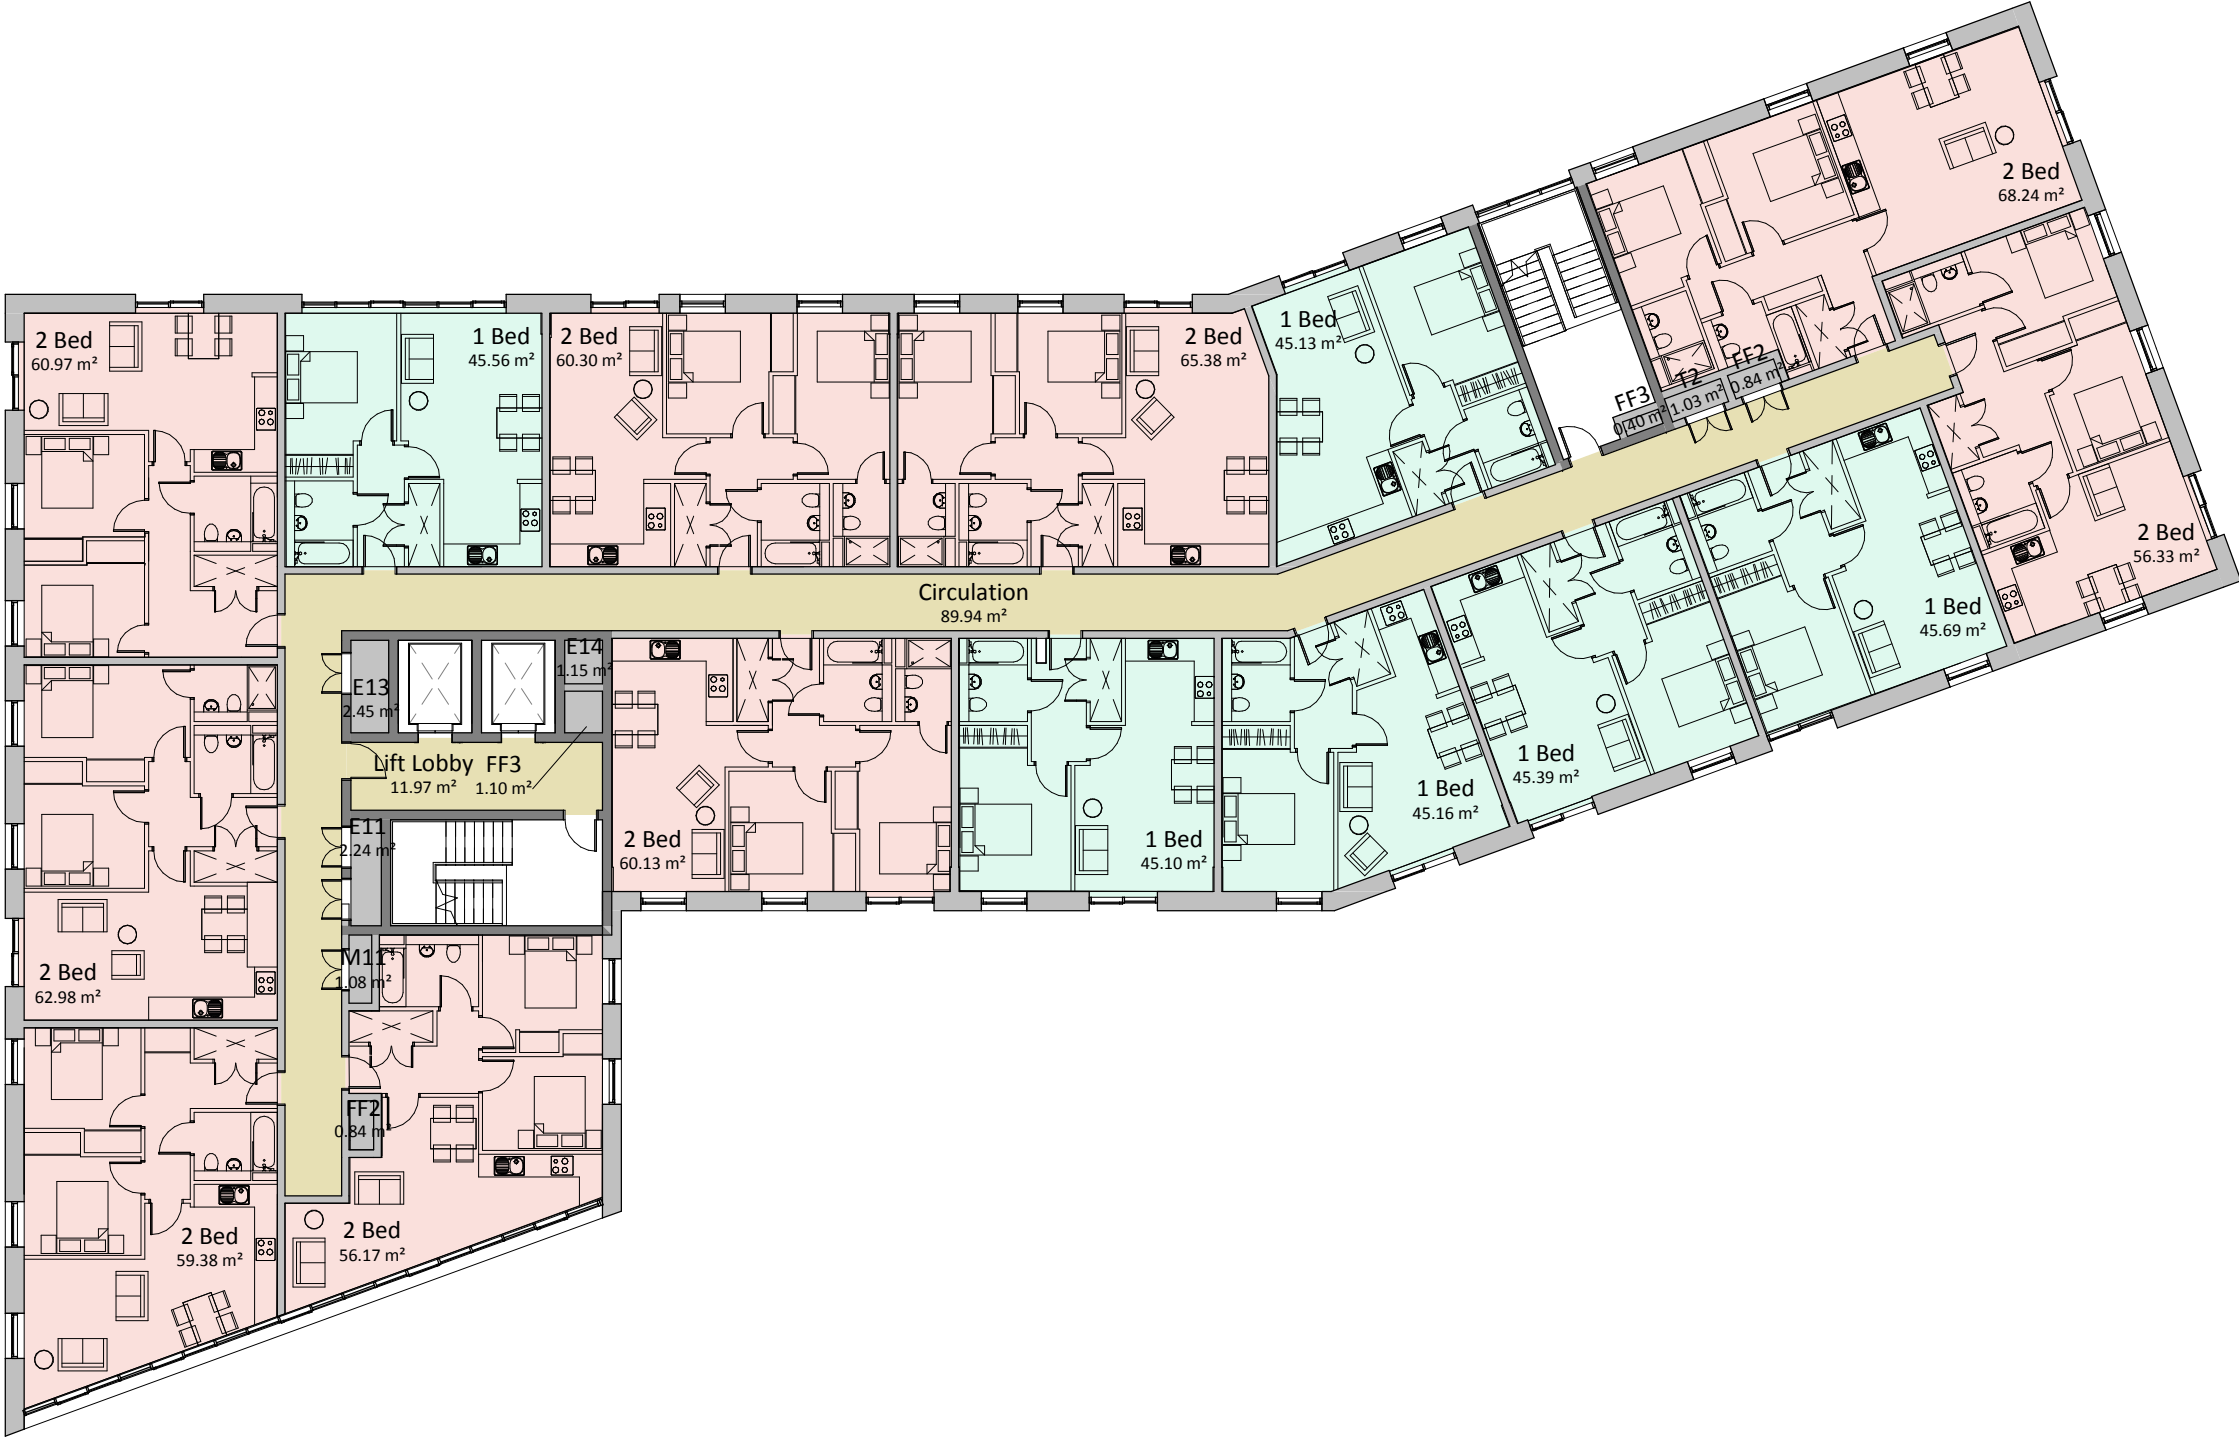 2 Bed
68.24 m²
2 Bed
60.97 m²
1 Bed
45.56 m²
2 Bed
60.30 m²
2 Bed
65.38 m²
1 Bed
45.13 m²
FF3
0.40 m²
T2
1.03 m²
FF2
0.84 m²
2 Bed
56.33 m²
Circulation
89.94 m²
1 Bed
45.69 m²
E14
1.15 m²
E13
2.45 m²
Lift Lobby
11.97 m²
FF3
1.10 m²
1 Bed
45.39 m²
1 Bed
45.16 m²
E11
2.24 m²
2 Bed
60.13 m²
1 Bed
45.10 m²
2 Bed
62.98 m²
M11
1.08 m²
FF2
0.84 m
2 Bed
59.38 m²
2 Bed
56.17 m²